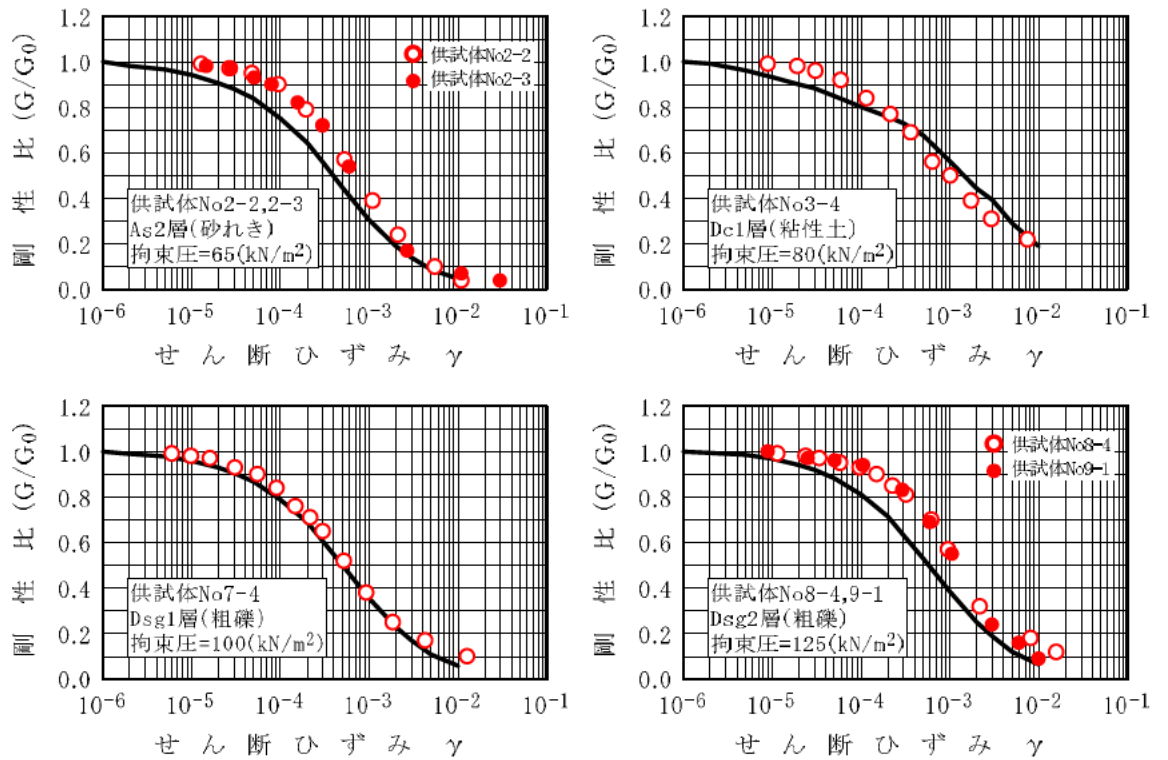 剛性比 (G/G0)
1.2
1.0
0.8
0.6
0.4
0.2
0.0
供試体No2-2
供試体No2-3
供試体No2-2,2-3
As2層(砂れき)
拘束圧=65(kN/m²)
10⁻⁶ 10⁻⁵ 10⁻⁴ 10⁻³ 10⁻² 10⁻¹
せん断ひずみ γ
剛性比 (G/G0)
1.2
1.0
0.8
0.6
0.4
0.2
0.0
供試体No3-4
Dc1層(粘性土)
拘束圧=80(kN/m²)
10⁻⁶ 10⁻⁵ 10⁻⁴ 10⁻³ 10⁻² 10⁻¹
せん断ひずみ γ
剛性比 (G/G0)
1.2
1.0
0.8
0.6
0.4
0.2
0.0
供試体No7-4
Dsg1層(粗礫)
拘束圧=100(kN/m²)
10⁻⁶ 10⁻⁵ 10⁻⁴ 10⁻³ 10⁻² 10⁻¹
せん断ひずみ γ
剛性比 (G/G0)
1.2
1.0
0.8
0.6
0.4
0.2
0.0
供試体No8-4
供試体No9-1
供試体No8-4,9-1
Dsg2層(粗礫)
拘束圧=125(kN/m²)
10⁻⁶ 10⁻⁵ 10⁻⁴ 10⁻³ 10⁻² 10⁻¹
せん断ひずみ γ